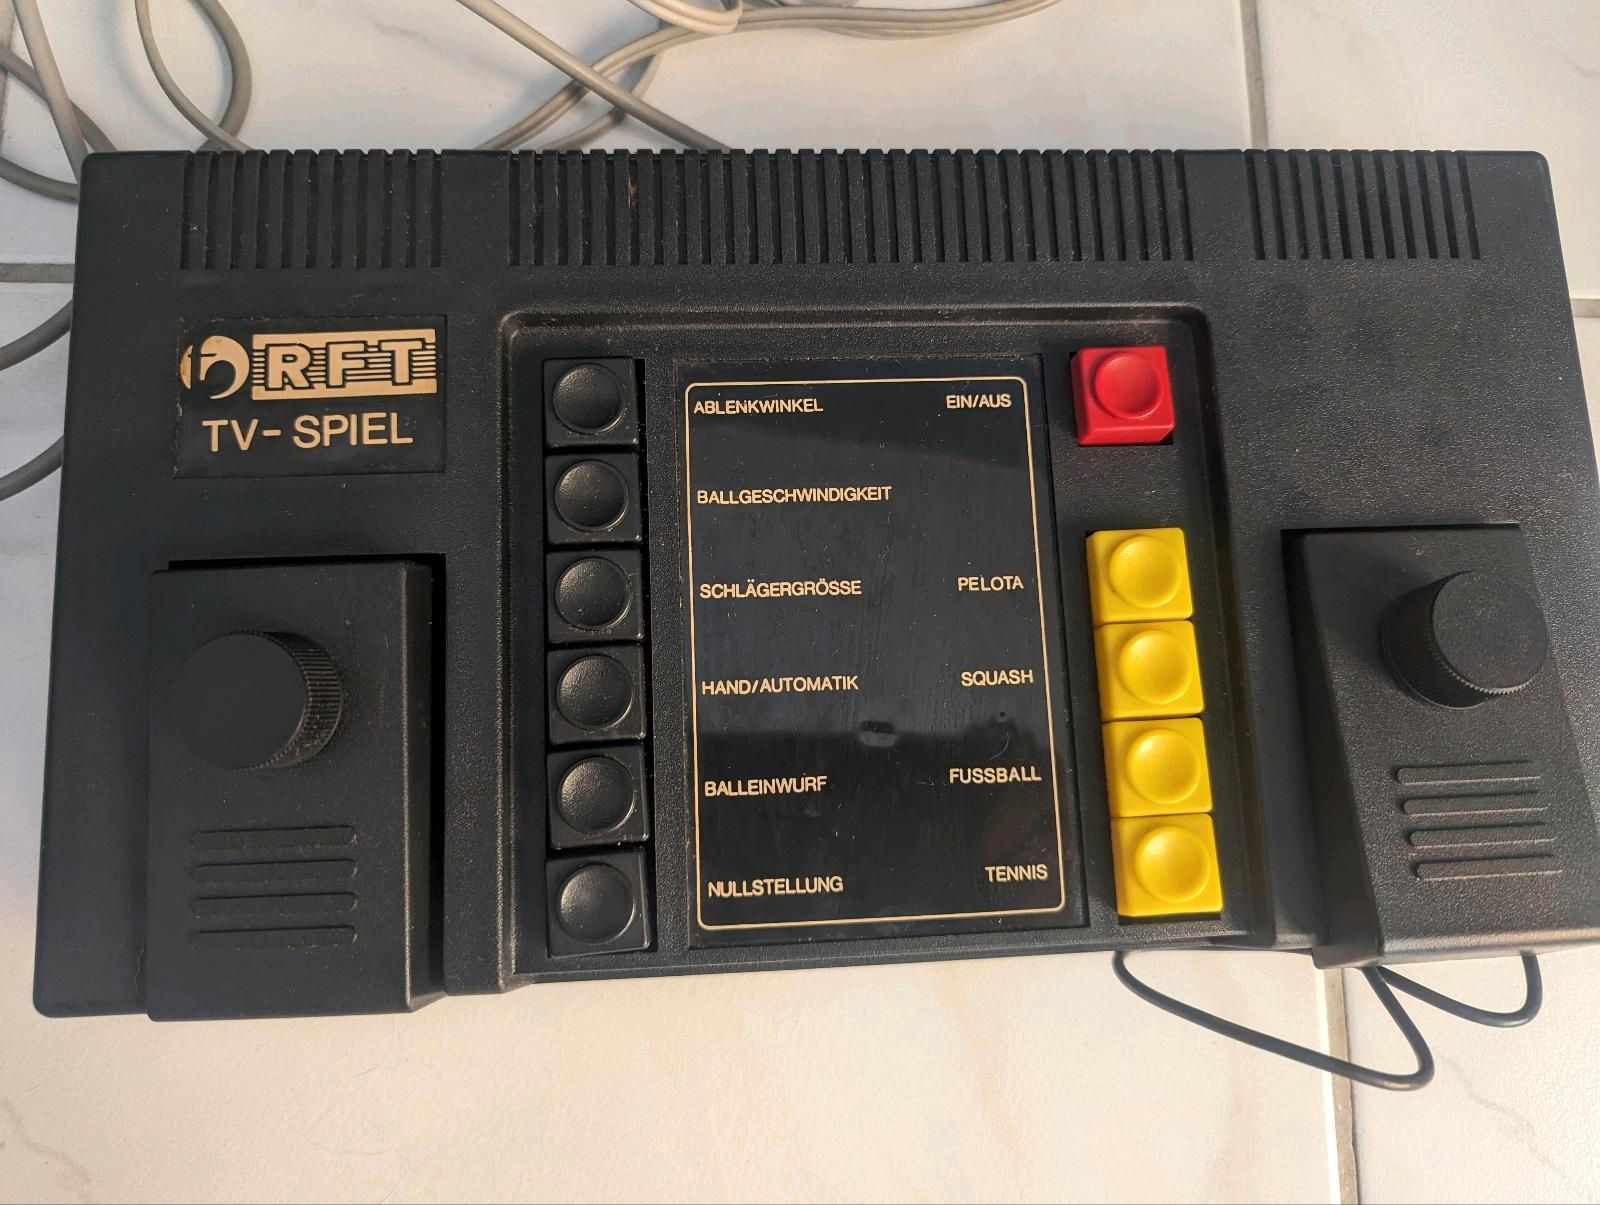 RFT
TV-SPIEL
ABLENKWINKEL EIN/AUS
BALLGESCHWINDIGKEIT
SCHLÄGERGRÖSSE PELOTA
HAND/AUTOMATIK SQUASH
BALLEINWURF FUSSBALL
NULLSTELLUNG TENNIS